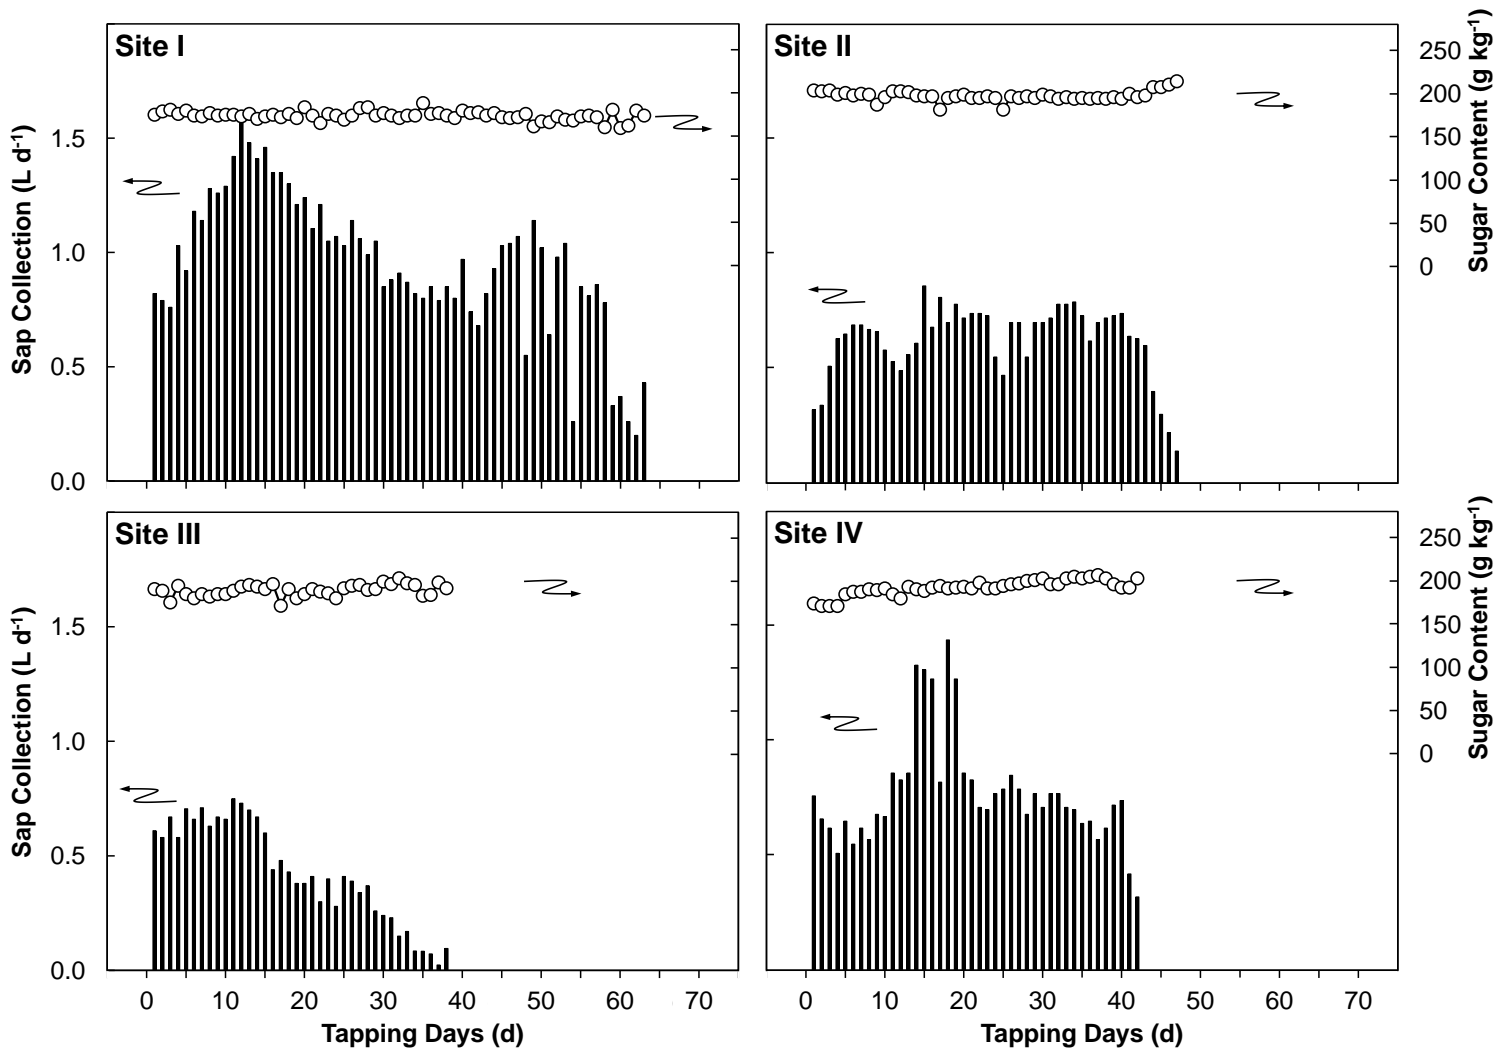 Site I
Site II
Sap Collection (L d-1)
1.5
1.0
0.5
0.0
250
200
150
100
50
0
Sugar Content (g kg-1)
Site III
Site IV
Sap Collection (L d-1)
1.5
1.0
0.5
0.0
250
200
150
100
50
0
Sugar Content (g kg-1)
0 10 20 30 40 50 60 70
0 10 20 30 40 50 60 70
Tapping Days (d)
Tapping Days (d)